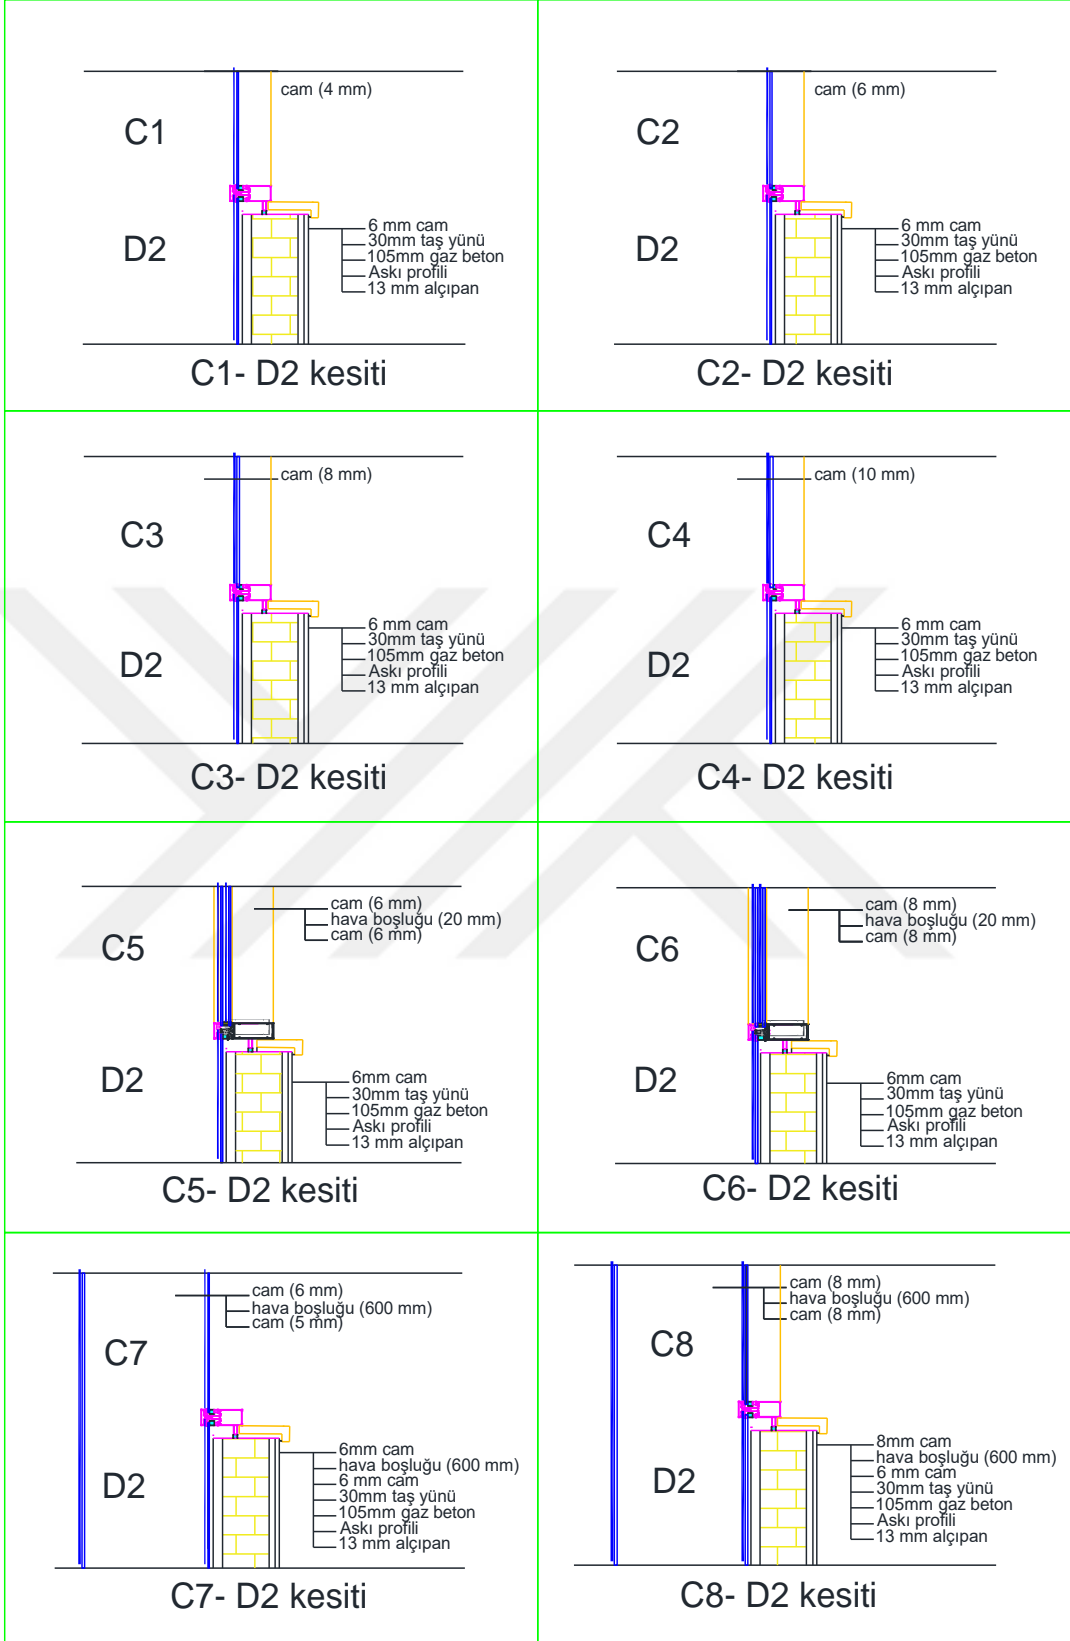 cam (4 mm)
C1
D2
6 mm cam
30mm taş yünü
105mm gaz beton
Askı profili
13 mm alçıpan
C1- D2 kesiti
cam (6 mm)
C2
D2
6 mm cam
30mm taş yünü
105mm gaz beton
Askı profili
13 mm alçıpan
C2- D2 kesiti
cam (8 mm)
C3
D2
6 mm cam
30mm taş yünü
105mm gaz beton
Askı profili
13 mm alçıpan
C3- D2 kesiti
cam (10 mm)
C4
D2
6 mm cam
30mm taş yünü
105mm gaz beton
Askı profili
13 mm alçıpan
C4- D2 kesiti
cam (6 mm)
hava boşluğu (20 mm)
cam (6 mm)
C5
D2
6mm cam
30mm taş yünü
105mm gaz beton
Askı profili
13 mm alçıpan
C5- D2 kesiti
cam (8 mm)
hava boşluğu (20 mm)
cam (8 mm)
C6
D2
6mm cam
30mm taş yünü
105mm gaz beton
Askı profili
13 mm alçıpan
C6- D2 kesiti
cam (6 mm)
hava boşluğu (600 mm)
cam (5 mm)
C7
D2
6mm cam
hava boşluğu (600 mm)
6 mm cam
30mm taş yünü
105mm gaz beton
Askı profili
13 mm alçıpan
C7- D2 kesiti
cam (8 mm)
hava boşluğu (600 mm)
cam (8 mm)
C8
D2
8mm cam
hava boşluğu (600 mm)
6 mm cam
30mm taş yünü
105mm gaz beton
Askı profili
13 mm alçıpan
C8- D2 kesiti